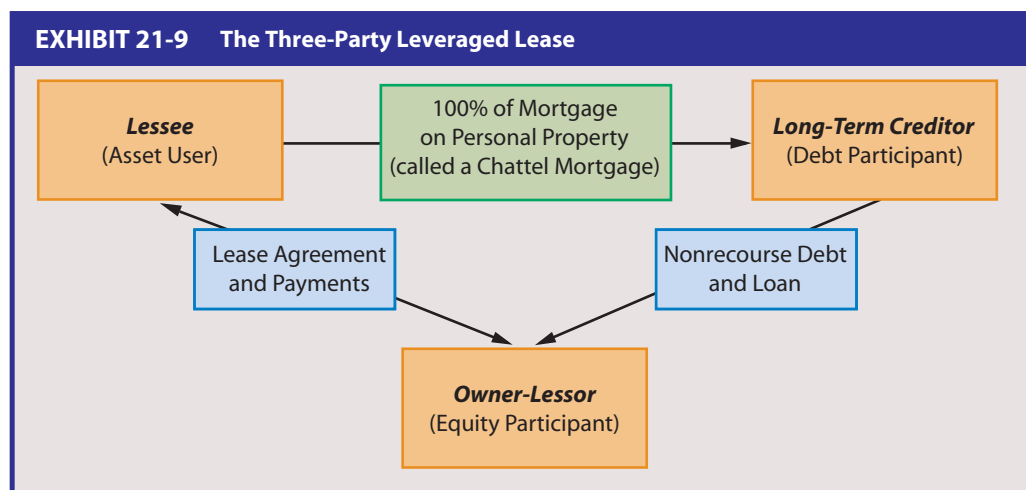 EXHIBIT 21-9 The Three-Party Leveraged Lease
Lessee
(Asset User)
100% of Mortgage
on Personal Property
(called a Chattel Mortgage)
Long-Term Creditor
(Debt Participant)
Lease Agreement
and Payments
Nonrecourse Debt
and Loan
Owner-Lessor
(Equity Participant)